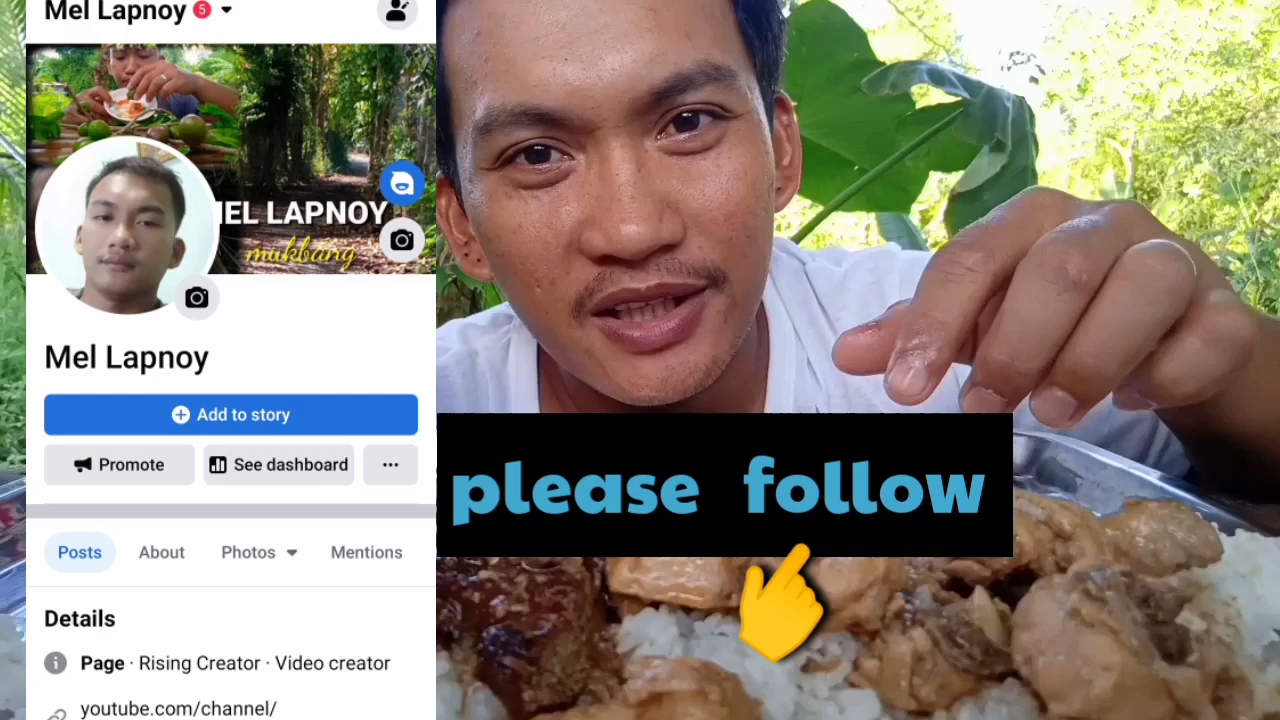 Mel Lapnoy 5
MEL LAPNOY
mukbang
Mel Lapnoy
Add to story
Promote
See dashboard
Posts
About
Photos
Mentions
Details
Page · Rising Creator · Video creator
youtube.com/channel/
please follow